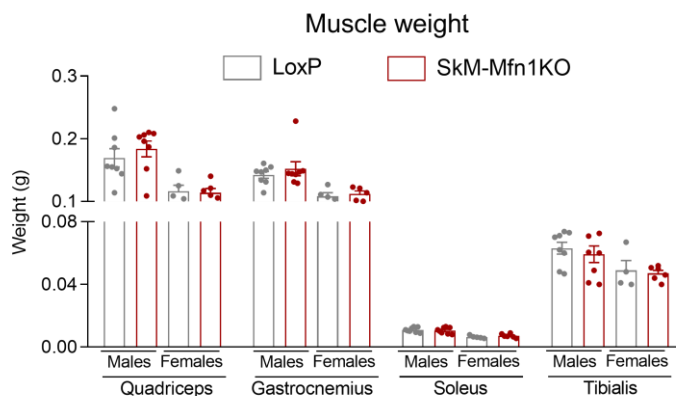 Muscle weight
LoxP SkM-Mfn1KO
Weight (g)
0.3
0.2
0.1
0.08
0.04
0.00
Males Females Males Females Males Females Males Females
Quadriceps Gastrocnemius Soleus Tibialis